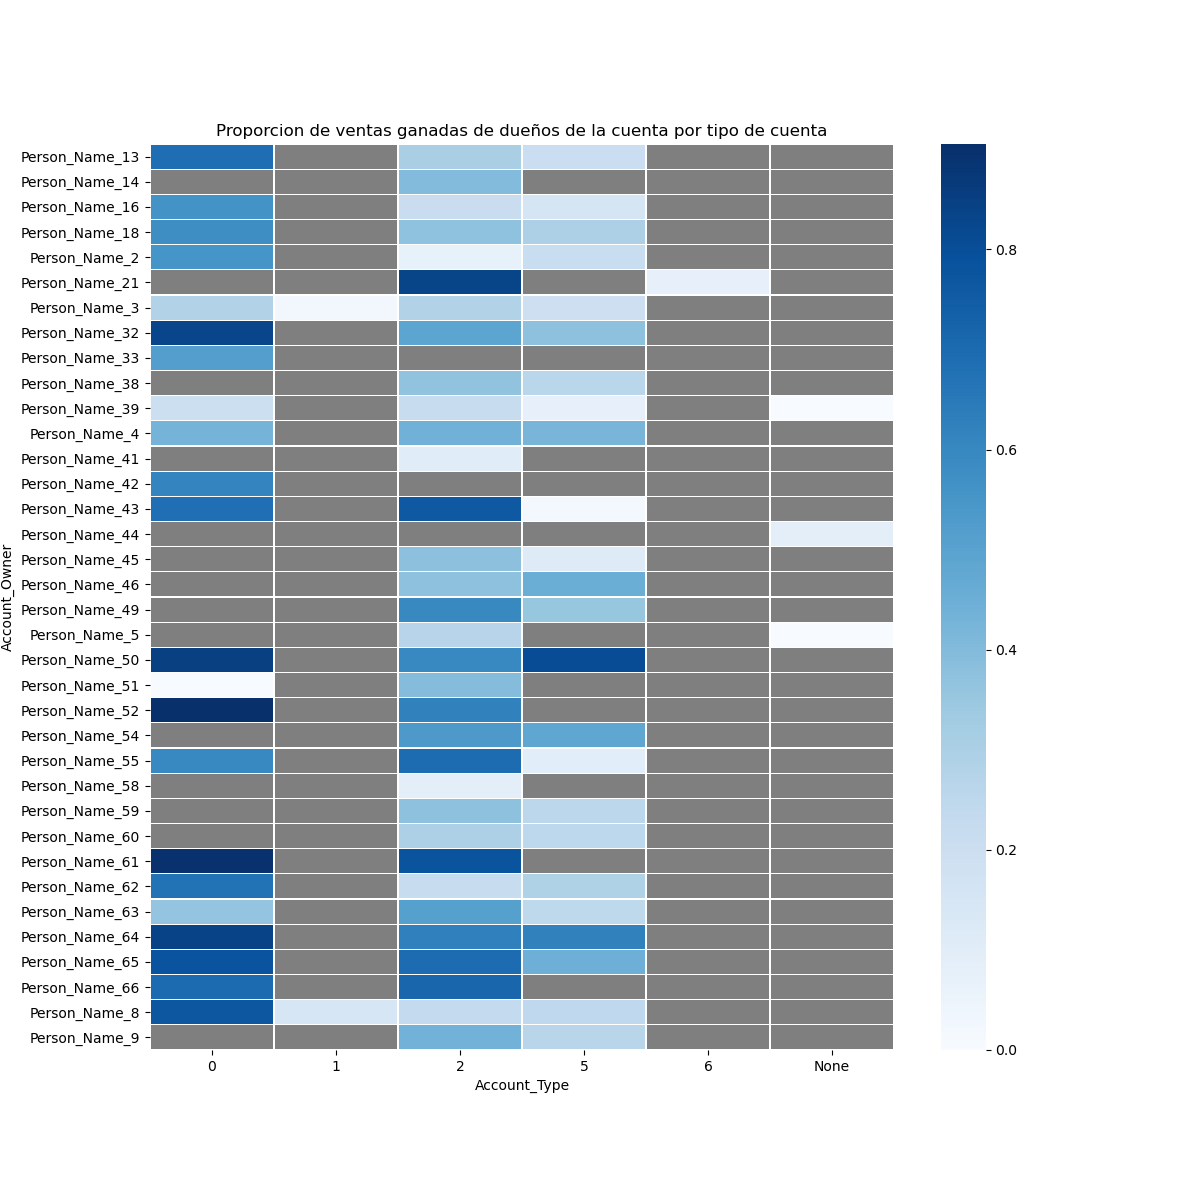 Proporcion de ventas ganadas de dueños de la cuenta por tipo de cuenta
Account_Owner
Person_Name_13
Person_Name_14
Person_Name_16
Person_Name_18
Person_Name_2
Person_Name_21
Person_Name_3
Person_Name_32
Person_Name_33
Person_Name_38
Person_Name_39
Person_Name_4
Person_Name_41
Person_Name_42
Person_Name_43
Person_Name_44
Person_Name_45
Person_Name_46
Person_Name_49
Person_Name_5
Person_Name_50
Person_Name_51
Person_Name_52
Person_Name_54
Person_Name_55
Person_Name_58
Person_Name_59
Person_Name_60
Person_Name_61
Person_Name_62
Person_Name_63
Person_Name_64
Person_Name_65
Person_Name_66
Person_Name_8
Person_Name_9
0 1 2 5 6 None
Account_Type
0.8
0.6
0.4
0.2
0.0